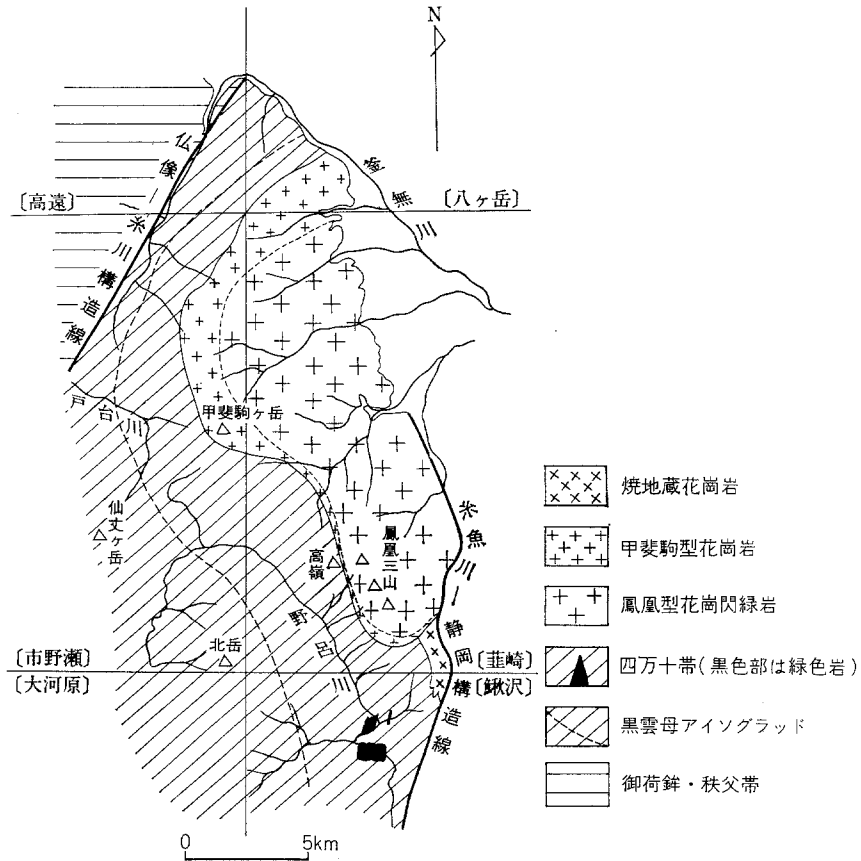 N
仏像－糸川構造線
釜無川
〔高遠〕
〔八ヶ岳〕
戸台川
甲斐駒ヶ岳
仙丈ヶ岳
高嶺
鳳凰三山
糸魚川－静岡構造線
野呂川
北岳
〔市野瀬〕
〔韮崎〕
〔大河原〕
〔鰍沢〕
焼地蔵花崗岩
甲斐駒型花崗岩
鳳凰型花崗閃緑岩
四万十帯(黒色部は緑色岩)
黒雲母アイソグラッド
御荷鉾・秩父帯
0 5km